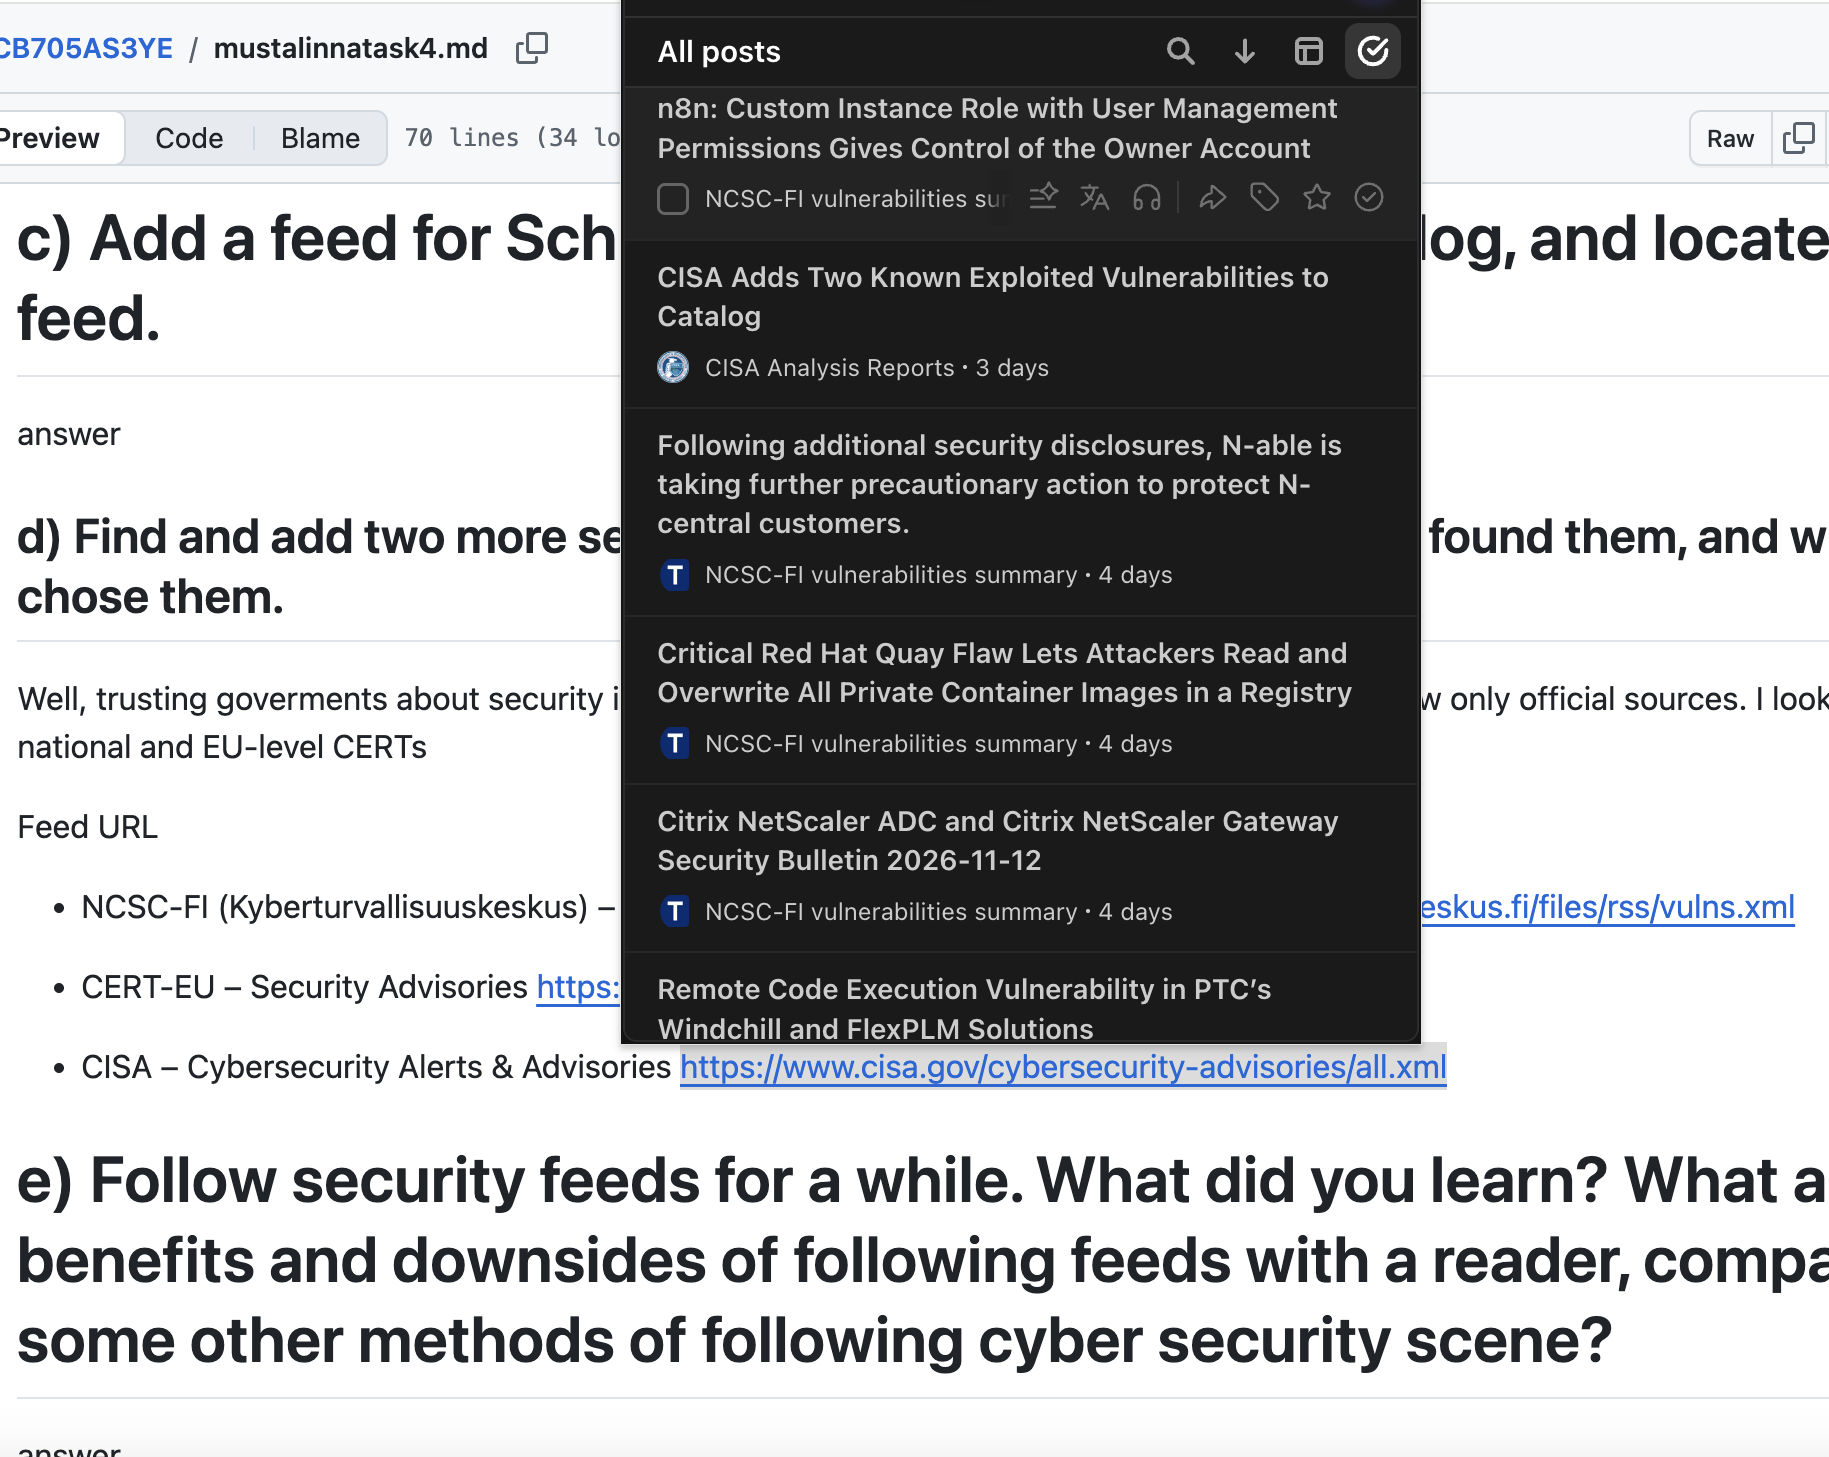 CB705AS3YE / mustalinnatask4.md
Preview Code Blame 70 lines (34 lo
Raw
c) Add a feed for Sch
log, and locate
feed.
answer
d) Find and add two more se
found them, and w
chose them.
Well, trusting goverments about security i
w only official sources. I look
national and EU-level CERTs
Feed URL
• NCSC-FI (Kyberturvallisuuskeskus) –
eskus.fi/files/rss/vulns.xml
• CERT-EU – Security Advisories https:
• CISA – Cybersecurity Alerts & Advisories https://www.cisa.gov/cybersecurity-advisories/all.xml
e) Follow security feeds for a while. What did you learn? What a
benefits and downsides of following feeds with a reader, compa
some other methods of following cyber security scene?
answer
All posts
n8n: Custom Instance Role with User Management
Permissions Gives Control of the Owner Account
NCSC-FI vulnerabilities sum
CISA Adds Two Known Exploited Vulnerabilities to
Catalog
CISA Analysis Reports · 3 days
Following additional security disclosures, N-able is
taking further precautionary action to protect N-
central customers.
T NCSC-FI vulnerabilities summary · 4 days
Critical Red Hat Quay Flaw Lets Attackers Read and
Overwrite All Private Container Images in a Registry
T NCSC-FI vulnerabilities summary · 4 days
Citrix NetScaler ADC and Citrix NetScaler Gateway
Security Bulletin 2026-11-12
T NCSC-FI vulnerabilities summary · 4 days
Remote Code Execution Vulnerability in PTC’s
Windchill and FlexPLM Solutions